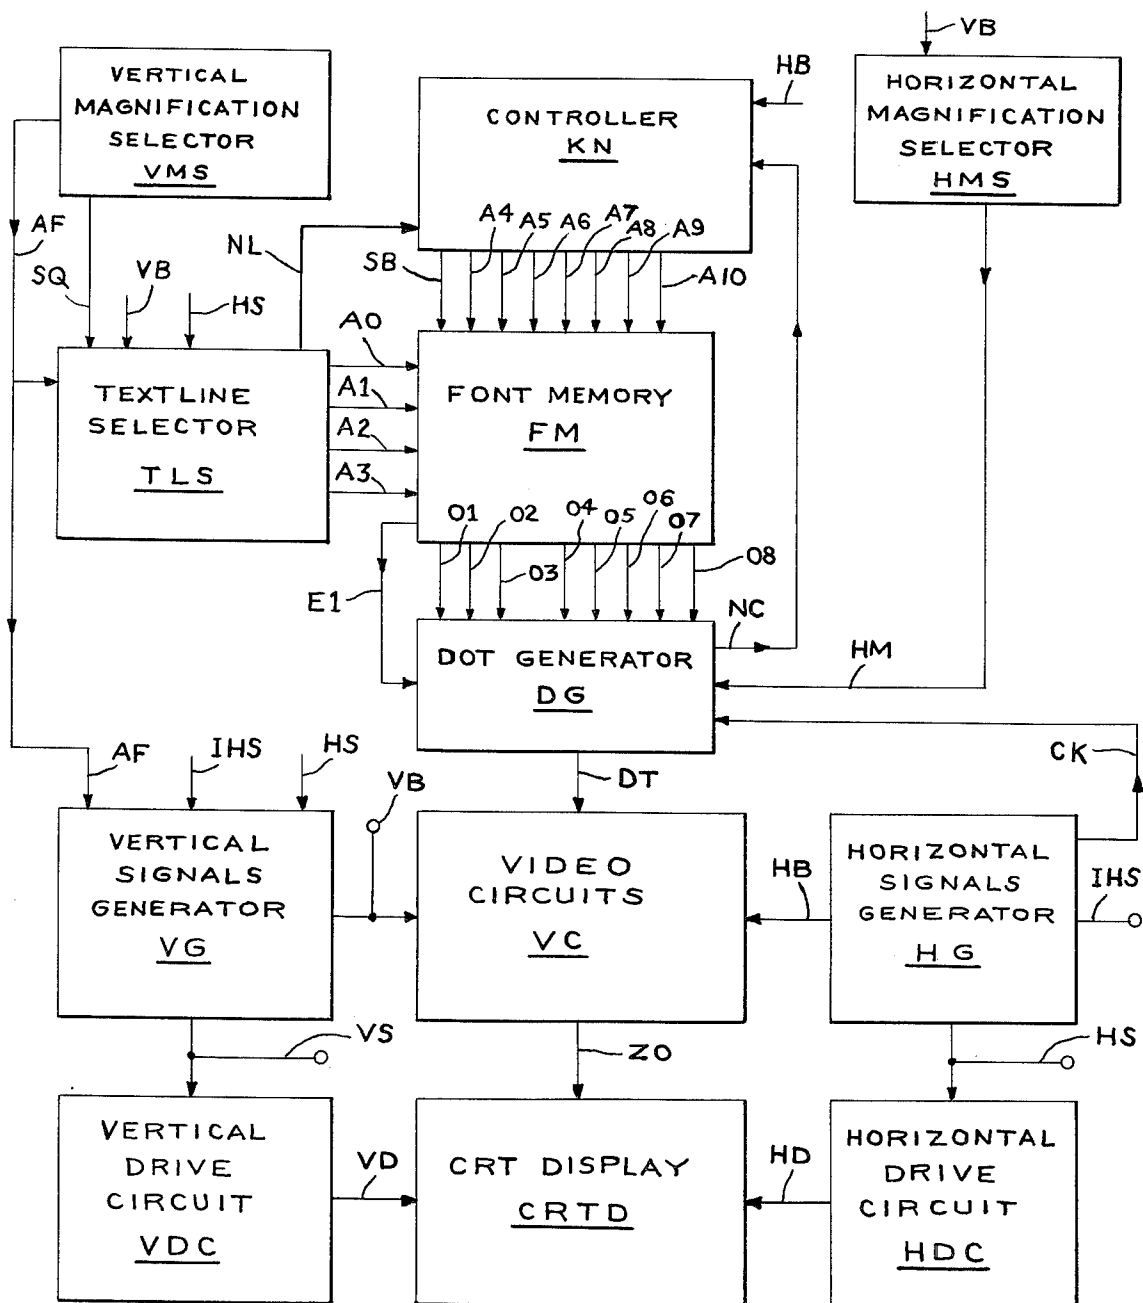 VB
VERTICAL
MAGNIFICATION
SELECTOR
VMS
CONTROLLER
KN
HB
HORIZONTAL
MAGNIFICATION
SELECTOR
HMS
AF
SQ
VB
HS
NL
SB
A4
A5
A6
A7
A8
A9
A10
TEXTLINE
SELECTOR
TLS
A0
A1
A2
A3
FONT MEMORY
FM
O1
O2
O3
O4
O5
O6
O7
O8
E1
NC
DOT GENERATOR
DG
HM
CK
AF
IHS
HS
VB
DT
VERTICAL
SIGNALS
GENERATOR
VG
VIDEO
CIRCUITS
VC
HB
HORIZONTAL
SIGNALS
GENERATOR
HG
IHS
VS
ZO
HS
VERTICAL
DRIVE
CIRCUIT
VDC
VD
CRT DISPLAY
CRTD
HD
HORIZONTAL
DRIVE
CIRCUIT
HDC